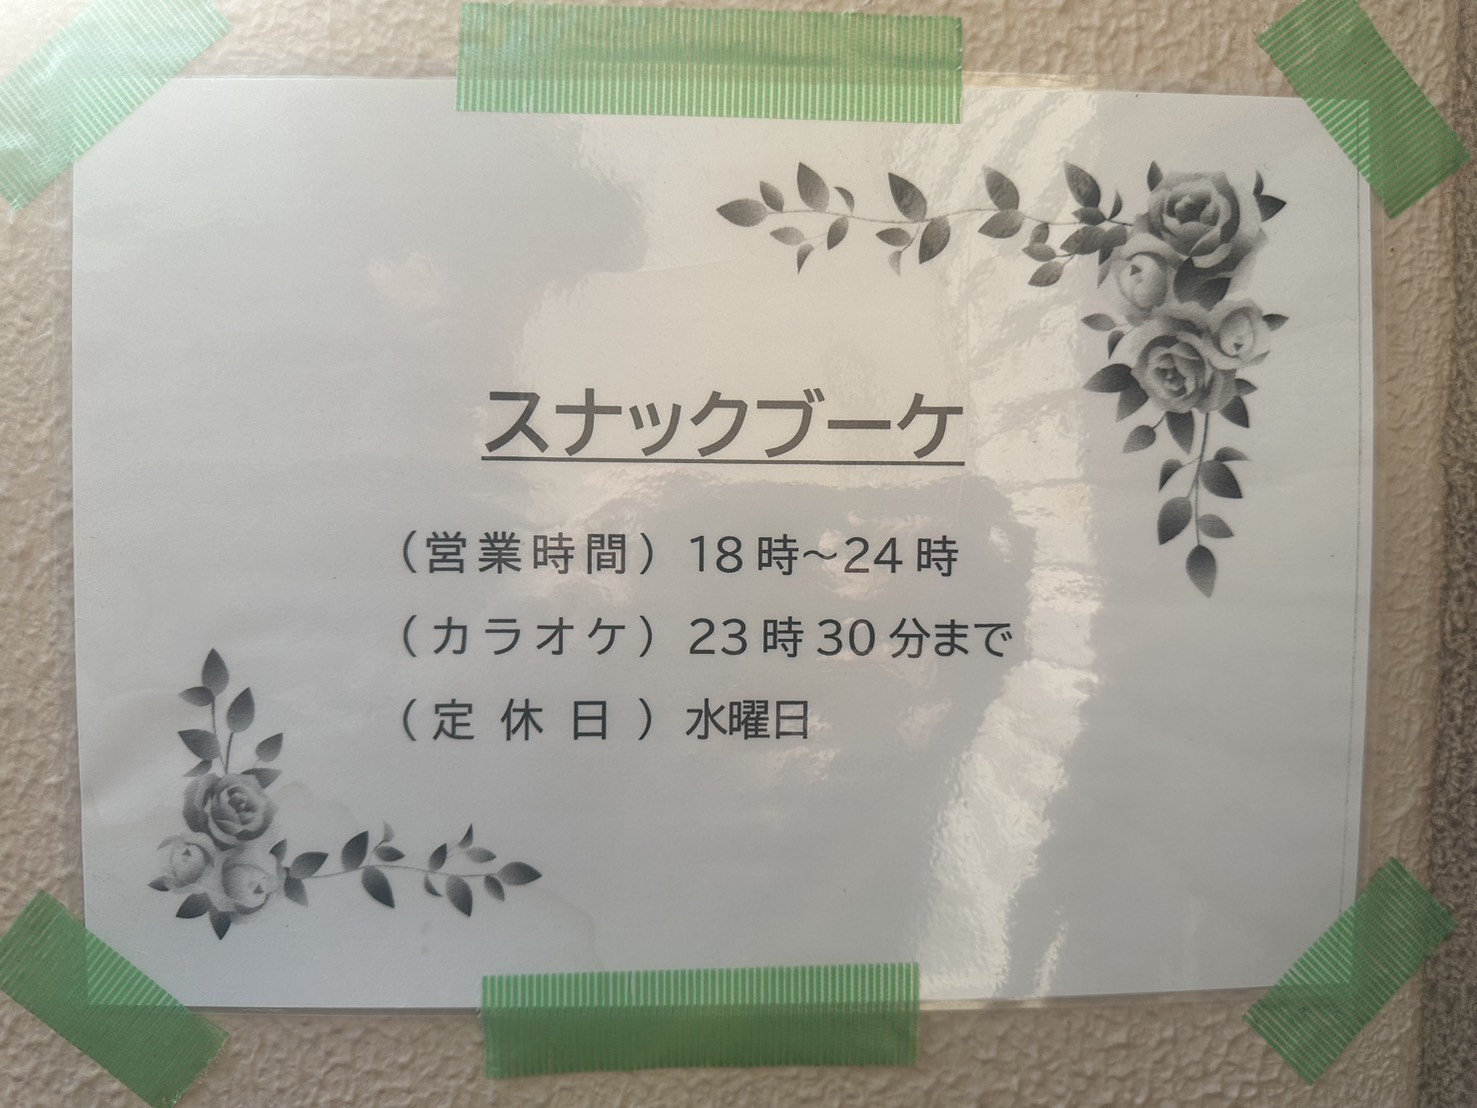 スナックブーケ
（営業時間）18時～24時
（カラオケ）23時30分まで
（定休日）水曜日